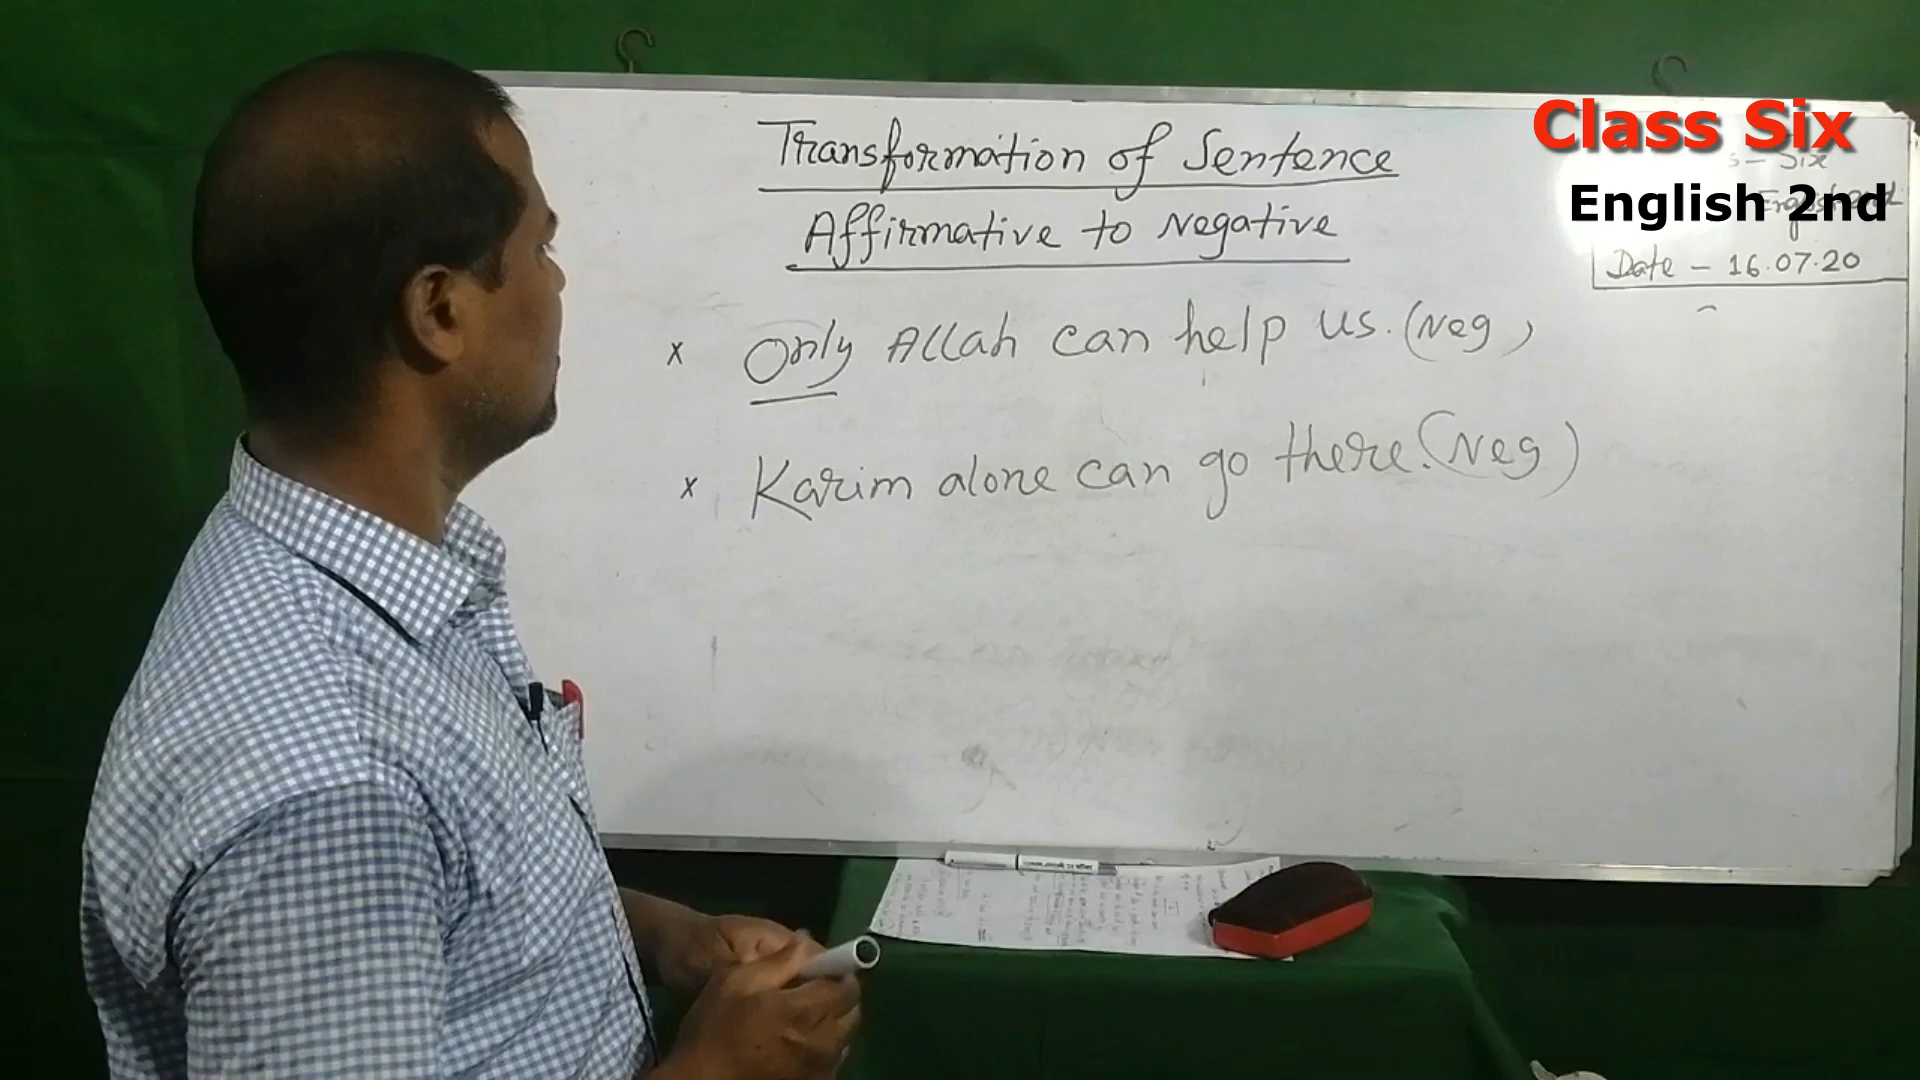 Transformation of Sentence
Affirmative to Negative
Class Six
s - Six
English 2nd
Date - 16.07.20
x Only Allah can help us. (Neg)
x Karim alone can go there. (Neg)